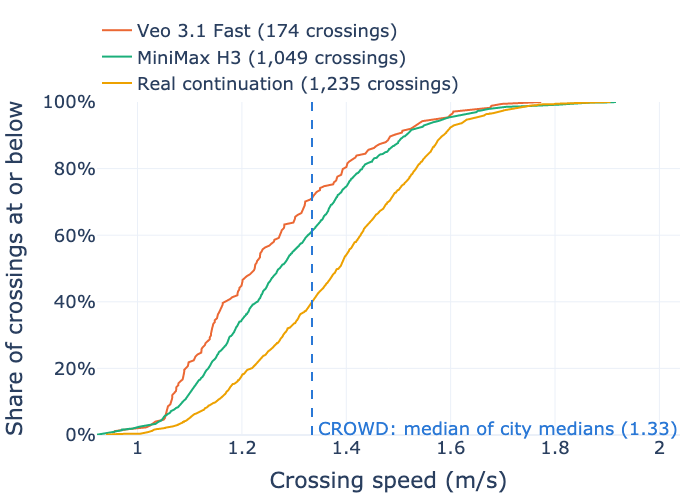 Veo 3.1 Fast (174 crossings)
MiniMax H3 (1,049 crossings)
Real continuation (1,235 crossings)
Share of crossings at or below
100%
80%
60%
40%
20%
0%
CROWD: median of city medians (1.33)
1
1.2
1.4
1.6
1.8
2
Crossing speed (m/s)